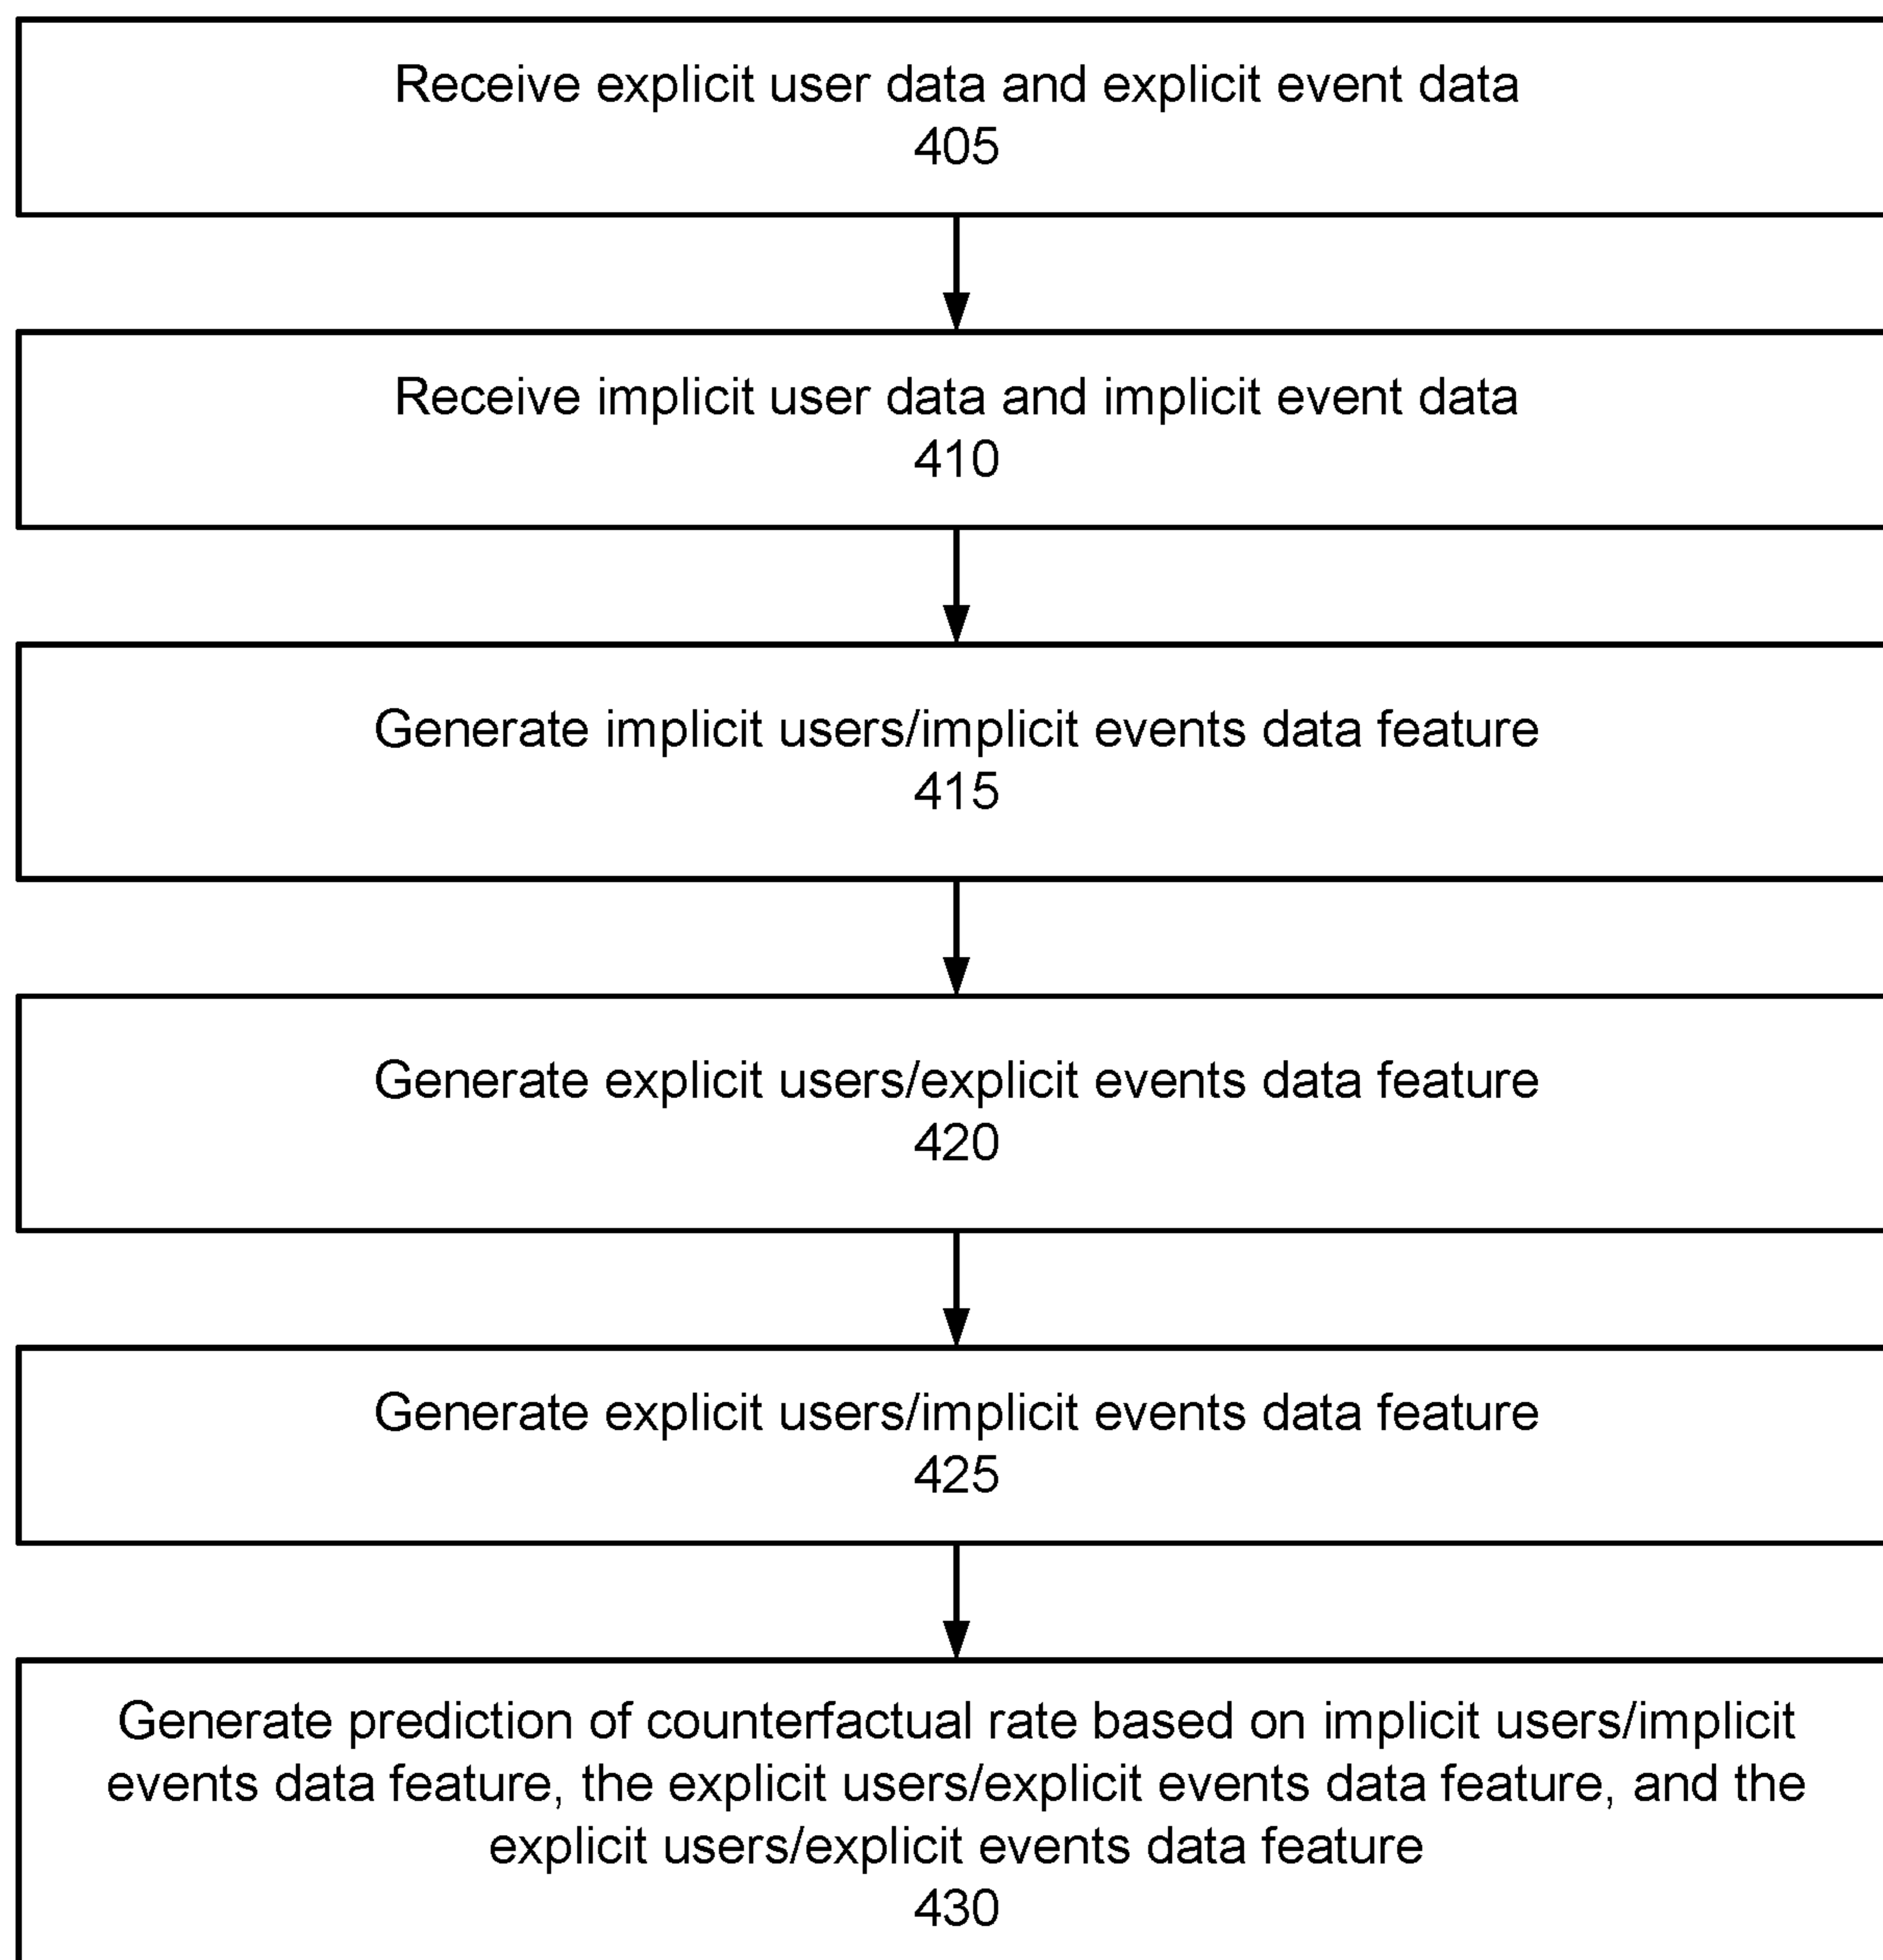 Receive explicit user data and explicit event data
405
Receive implicit user data and implicit event data
410
Generate implicit users/implicit events data feature
415
Generate explicit users/explicit events data feature
420
Generate explicit users/implicit events data feature
425
Generate prediction of counterfactual rate based on implicit users/implicit
events data feature, the explicit users/explicit events data feature, and the
explicit users/explicit events data feature
430